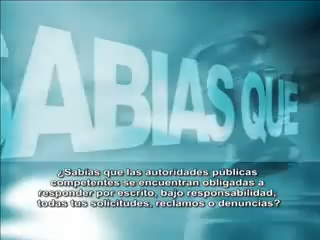 SABIAS QUE
¿Sabías que las autoridades públicas
competentes se encuentran obligadas a
responder por escrito, bajo responsabilidad,
todas tus solicitudes, reclamos o denuncias?